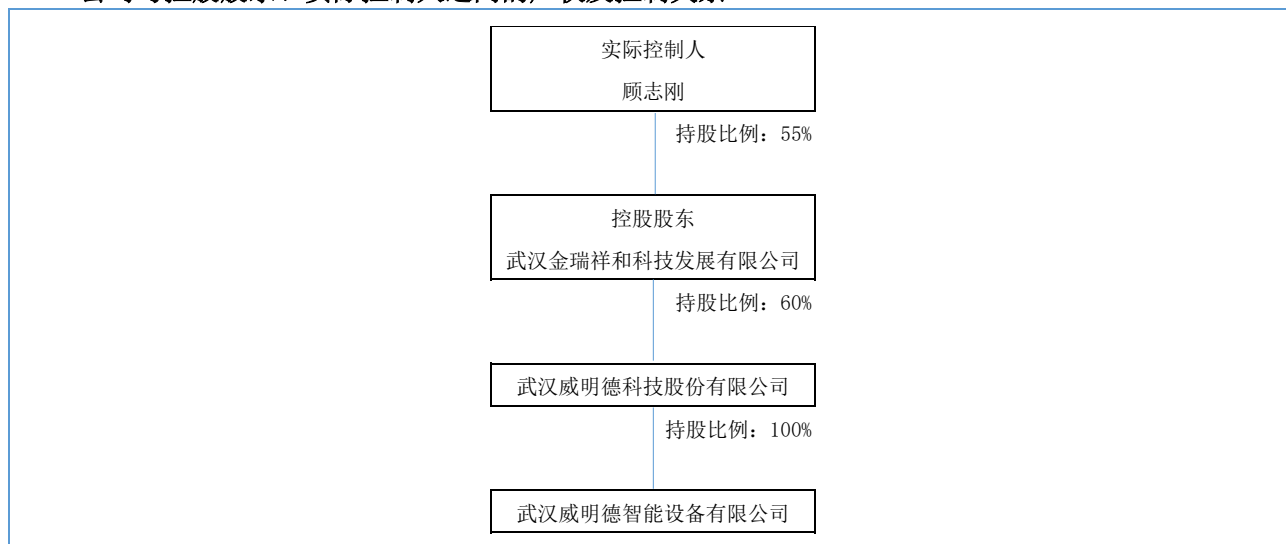 实际控制人
顾志刚
持股比例：55%
控股股东
武汉金瑞祥和科技发展有限公司
持股比例：60%
武汉威明德科技股份有限公司
持股比例：100%
武汉威明德智能设备有限公司